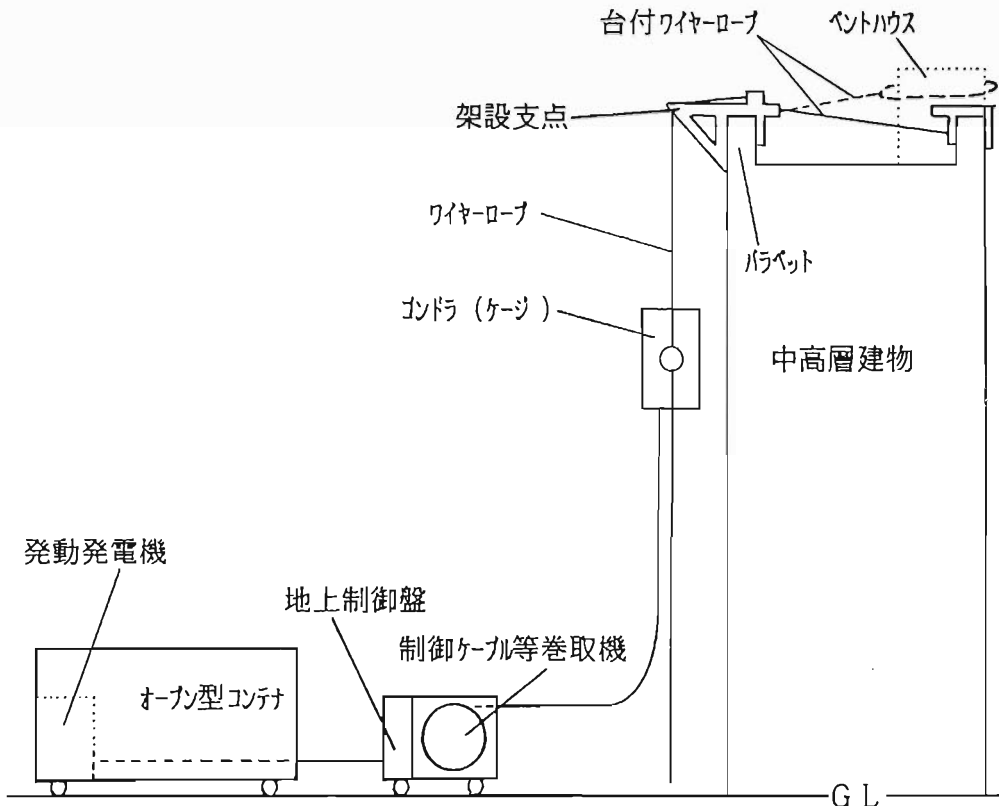 台付ワイヤーロープ
ペントハウス
架設支点
ワイヤーロープ
パラペット
ゴンドラ（ケージ）
中高層建物
発動発電機
地上制御盤
制御ケーブル等巻取機
オープン型コンテナ
GL